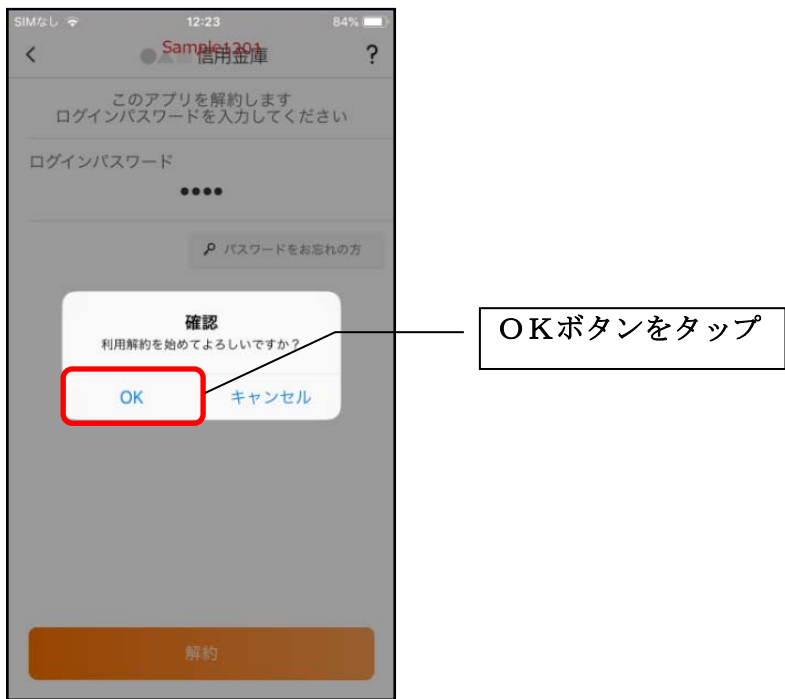 SIMなし 12:23 84%
Sample1201
信用金庫 ?
このアプリを解約します
ログインパスワードを入力してください
ログインパスワード
••••
パスワードをお忘れの方
確認
利用解約を始めてよろしいですか?
OK キャンセル
OKボタンをタップ
解約